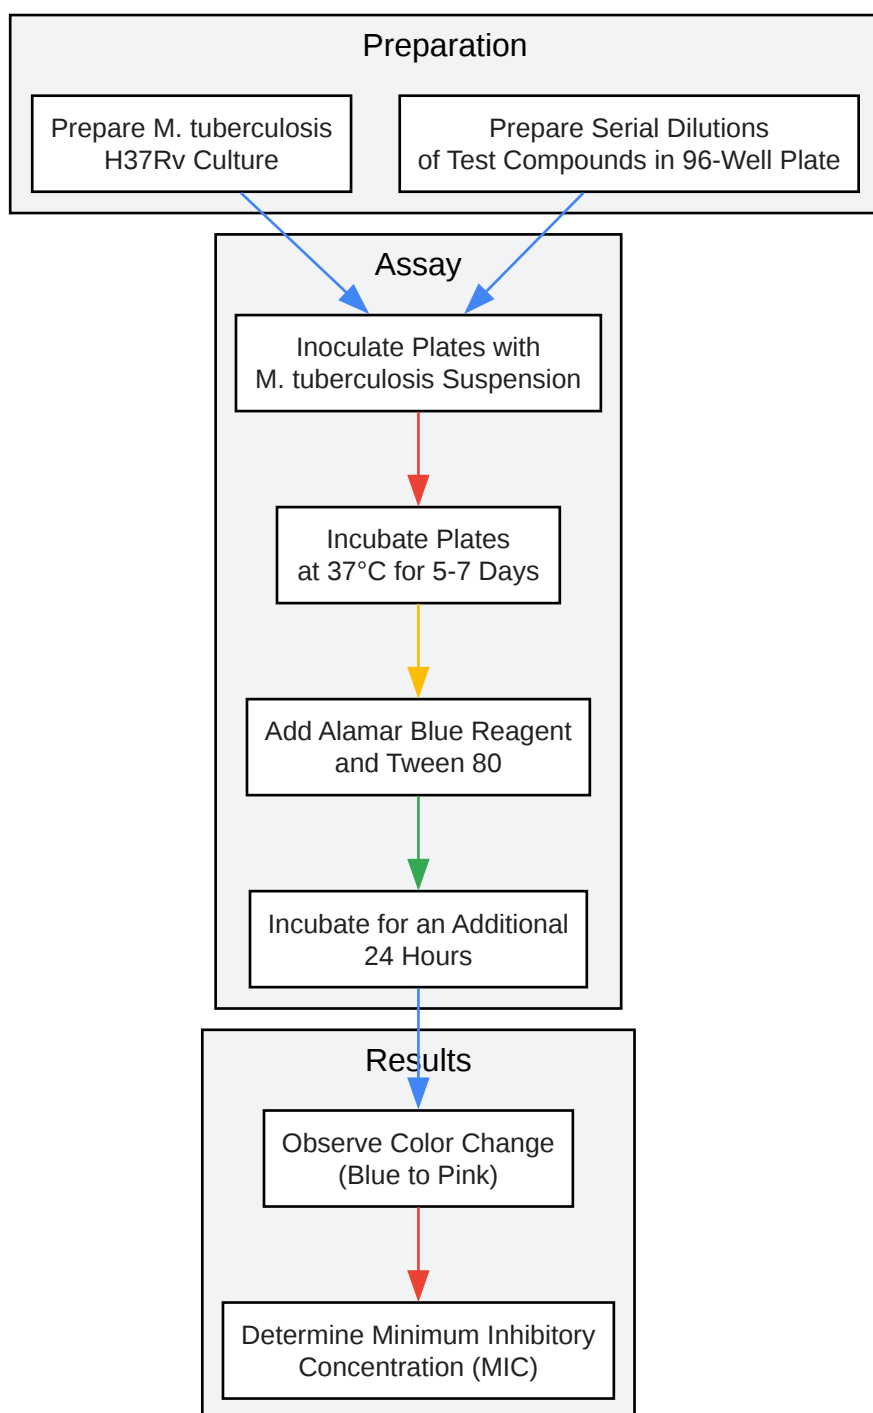 Preparation
Prepare M. tuberculosis
H37Rv Culture
Prepare Serial Dilutions
of Test Compounds in 96-Well Plate
Assay
Inoculate Plates with
M. tuberculosis Suspension
Incubate Plates
at 37°C for 5-7 Days
Add Alamar Blue Reagent
and Tween 80
Incubate for an Additional
24 Hours
Results
Observe Color Change
(Blue to Pink)
Determine Minimum Inhibitory
Concentration (MIC)